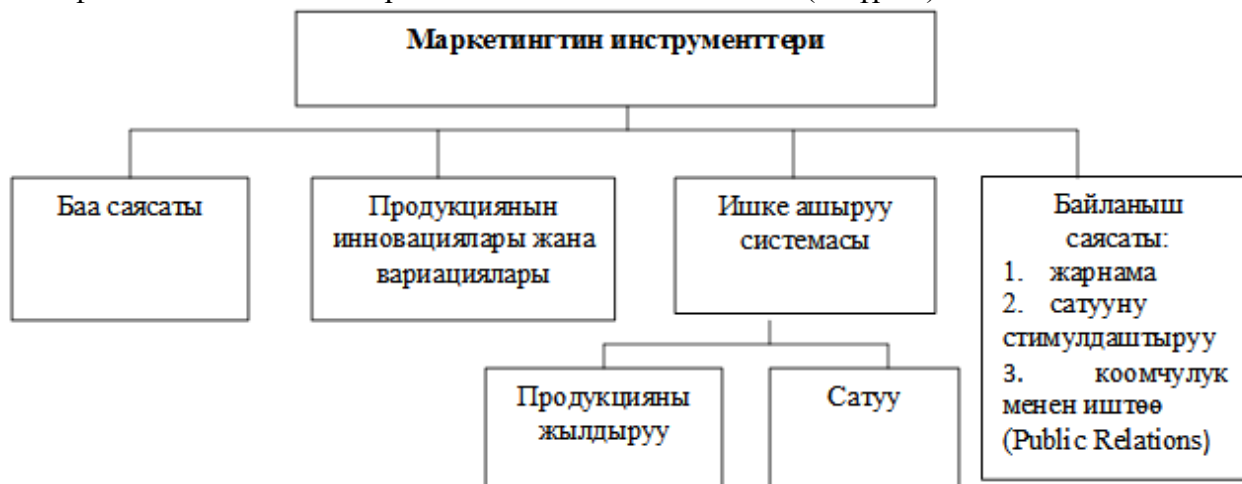 Маркетингтин инструменттери
Баа саясаты
Продукциянын
инновациялары жана
вариациялары
Ишке ашыруу
системасы
Байланыш
саясаты:
1. жарнама
2. сатууну
стимулдаштыруу
3. коомчулук
менен иштөө
(Public Relations)
Продукцияны
жылдыруу
Сатуу